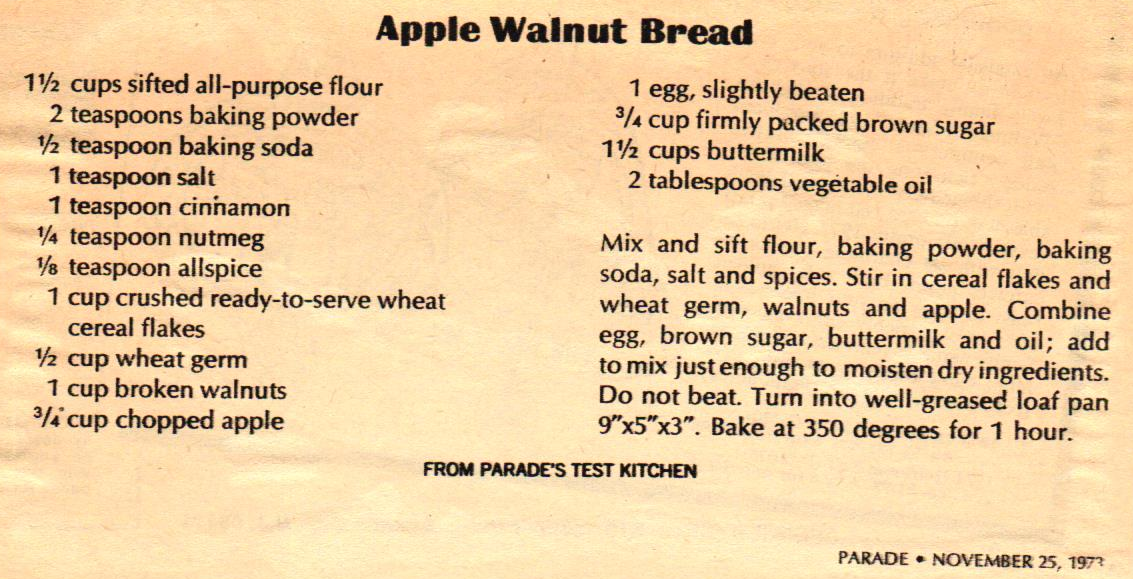 Apple Walnut Bread
1½ cups sifted all-purpose flour
2 teaspoons baking powder
½ teaspoon baking soda
1 teaspoon salt
1 teaspoon cinnamon
¼ teaspoon nutmeg
⅛ teaspoon allspice
1 cup crushed ready-to-serve wheat
cereal flakes
½ cup wheat germ
1 cup broken walnuts
¾ cup chopped apple
1 egg, slightly beaten
¾ cup firmly packed brown sugar
1½ cups buttermilk
2 tablespoons vegetable oil
Mix and sift flour, baking powder, baking
soda, salt and spices. Stir in cereal flakes and
wheat germ, walnuts and apple. Combine
egg, brown sugar, buttermilk and oil; add
to mix just enough to moisten dry ingredients.
Do not beat. Turn into well-greased loaf pan
9"x5"x3". Bake at 350 degrees for 1 hour.
FROM PARADE'S TEST KITCHEN
PARADE • NOVEMBER 25, 1973